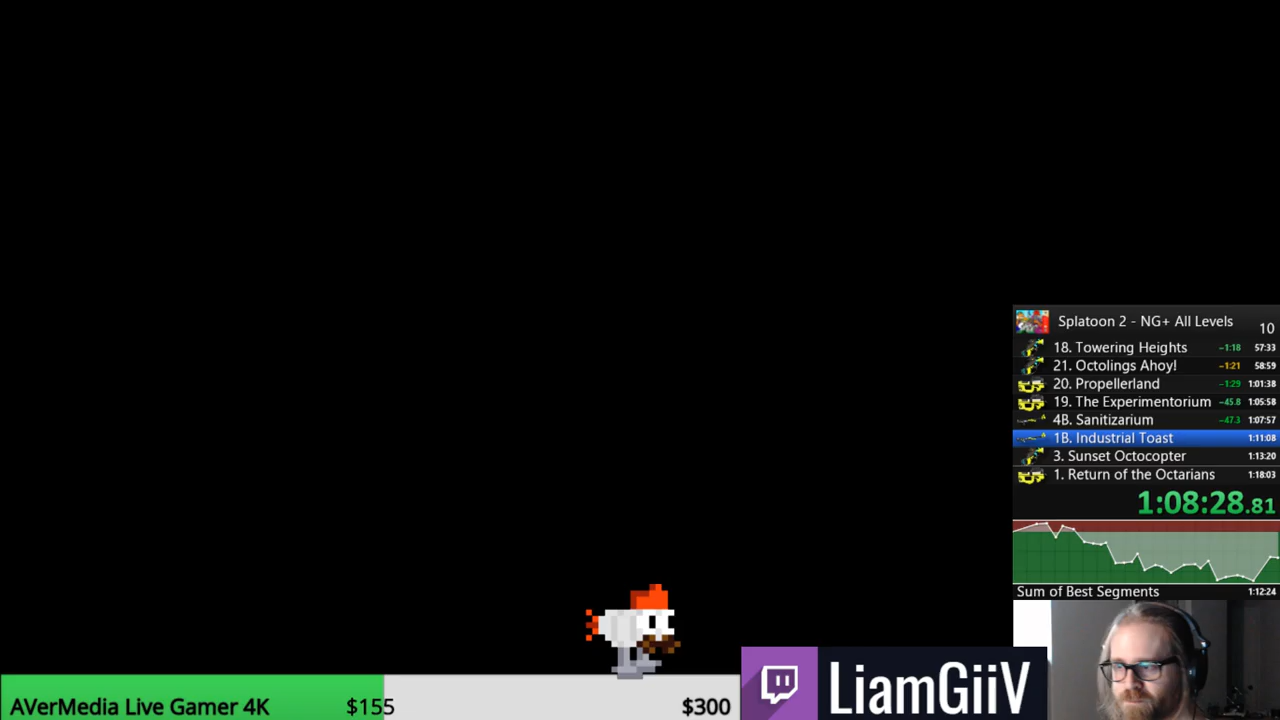 Splatoon 2 - NG+ All Levels
10
18. Towering Heights −1:18 57:33
21. Octolings Ahoy! −1:21 58:59
20. Propellerland −1:29 1:01:38
19. The Experimentorium −45.8 1:05:58
4B. Sanitizarium −47.3 1:07:57
1B. Industrial Toast 1:11:08
3. Sunset Octocopter 1:13:20
1. Return of the Octarians 1:18:03
1:08:28.81
Sum of Best Segments 1:12:24
LiamGiiV
AVerMedia Live Gamer 4K $155 $300